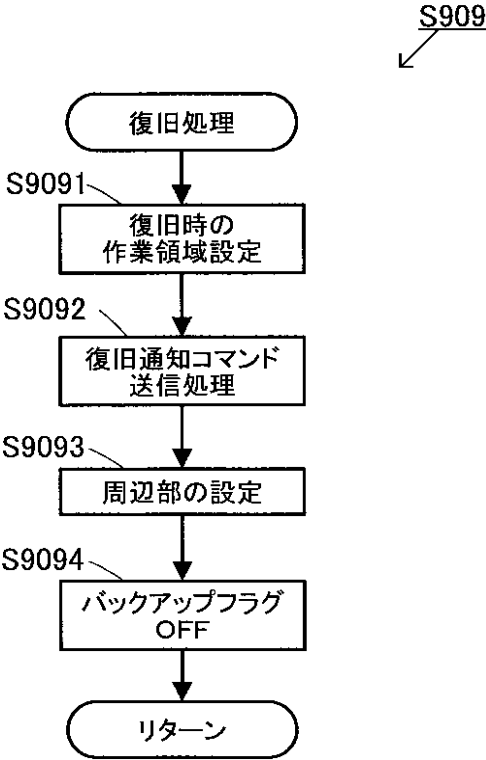 S909
復旧処理
S9091
復旧時の
作業領域設定
S9092
復旧通知コマンド
送信処理
S9093
周辺部の設定
S9094
バックアップフラグ
OFF
リターン